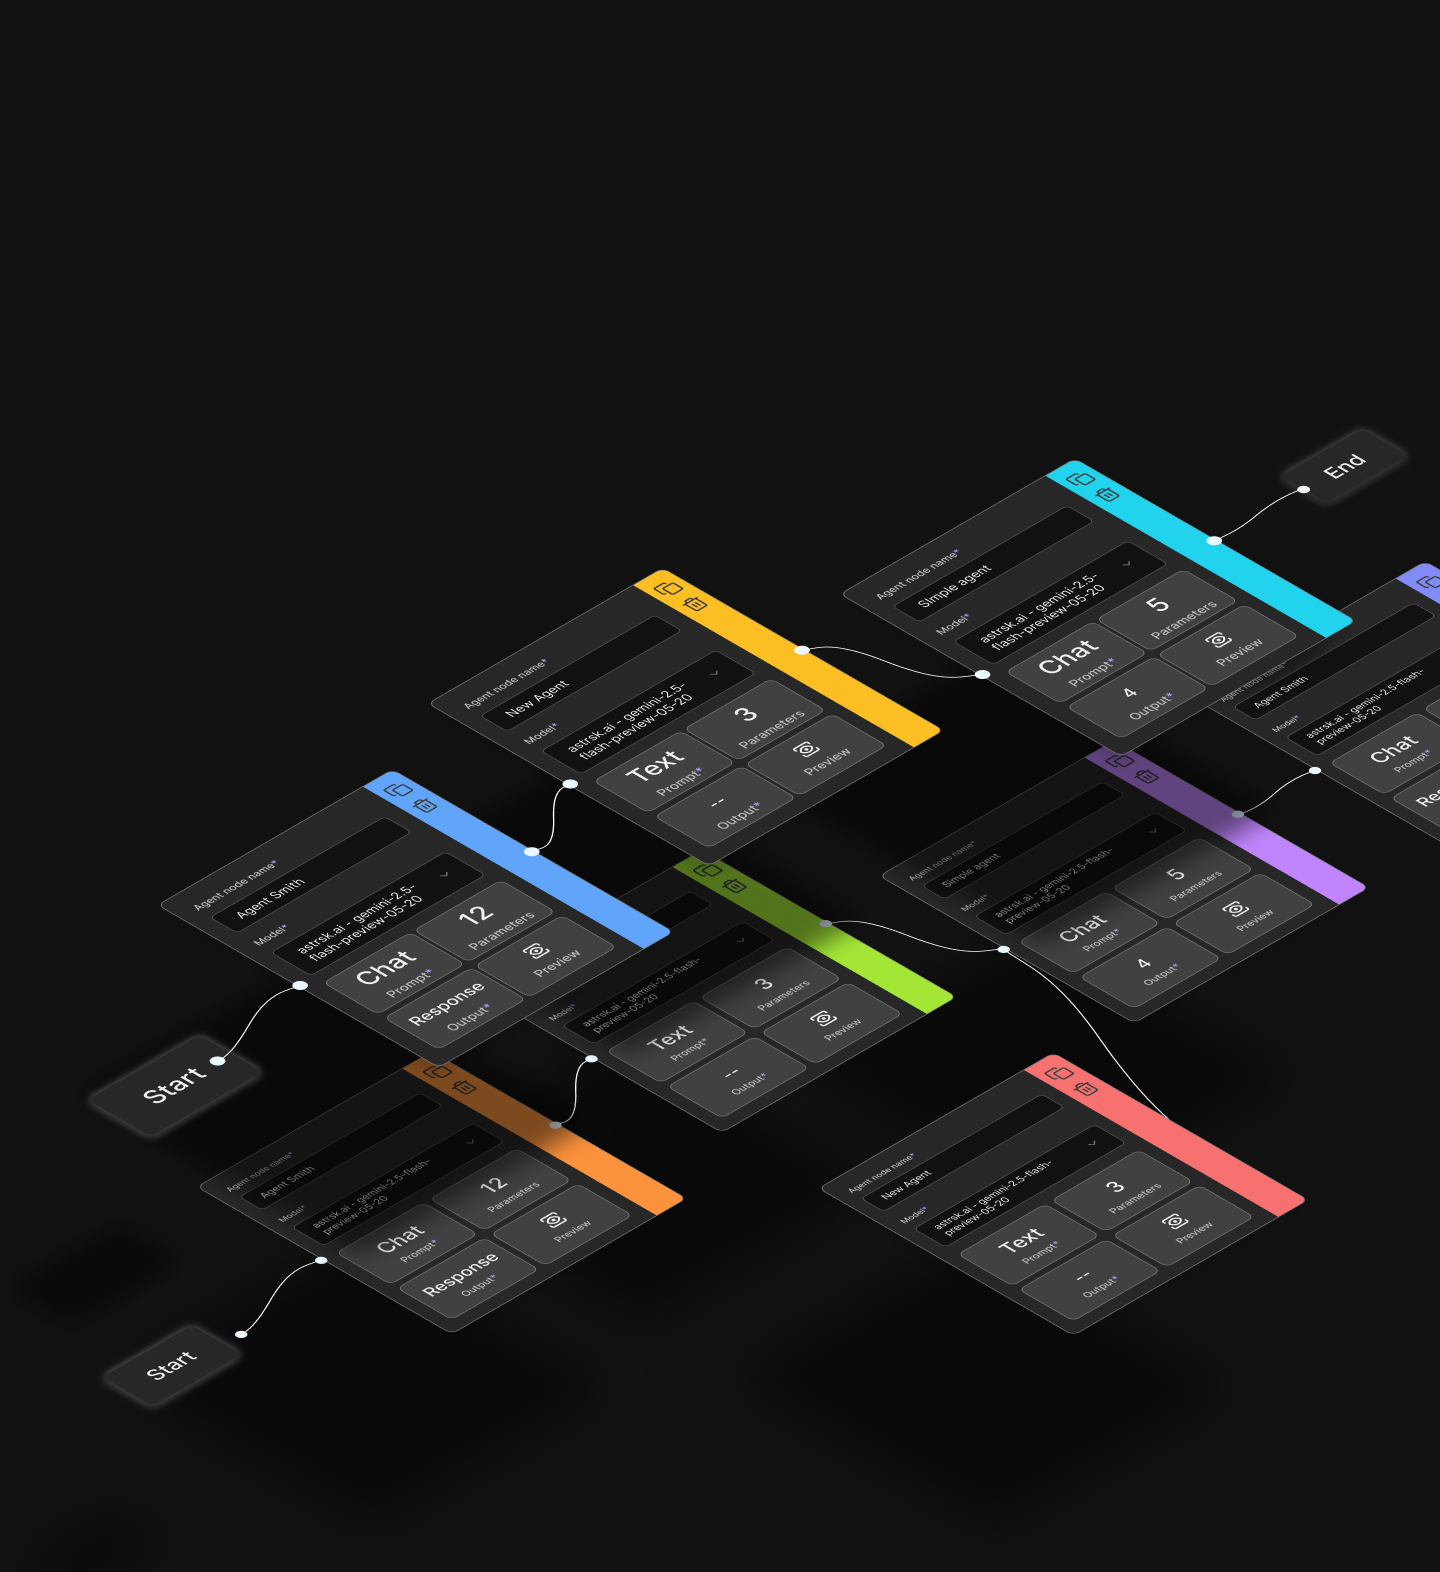 End
Agent node name*
Simple agent
Model*
astrsk.ai - gemini-2.5-
flash-preview-05-20
5
Parameters
Chat
Prompt*
Preview
4
Output*
Agent node name*
New Agent
Model*
astrsk.ai - gemini-2.5-
flash-preview-05-20
3
Parameters
Text
Prompt*
Preview
--
Output*
Agent node name*
Agent Smith
Model*
astrsk.ai - gemini-2.5-flash-
preview-05-20
Chat
Prompt*
Agent node name*
Agent Smith
Model*
astrsk.ai - gemini-2.5-
flash-preview-05-20
12
Parameters
Chat
Prompt*
Preview
Response
Output*
Start
Agent node name*
Simple agent
Model*
astrsk.ai - gemini-2.5-flash-
preview-05-20
5
Parameters
Chat
Prompt*
Preview
4
Output*
Model*
astrsk.ai - gemini-2.5-flash-
preview-05-20
3
Parameters
Text
Prompt*
Preview
--
Output*
Agent node name*
Agent Smith
Model*
astrsk.ai - gemini-2.5-flash-
preview-05-20
12
Parameters
Chat
Prompt*
Preview
Response
Output*
Start
Agent node name*
New Agent
Model*
astrsk.ai - gemini-2.5-flash-
preview-05-20
3
Parameters
Text
Prompt*
Preview
--
Output*